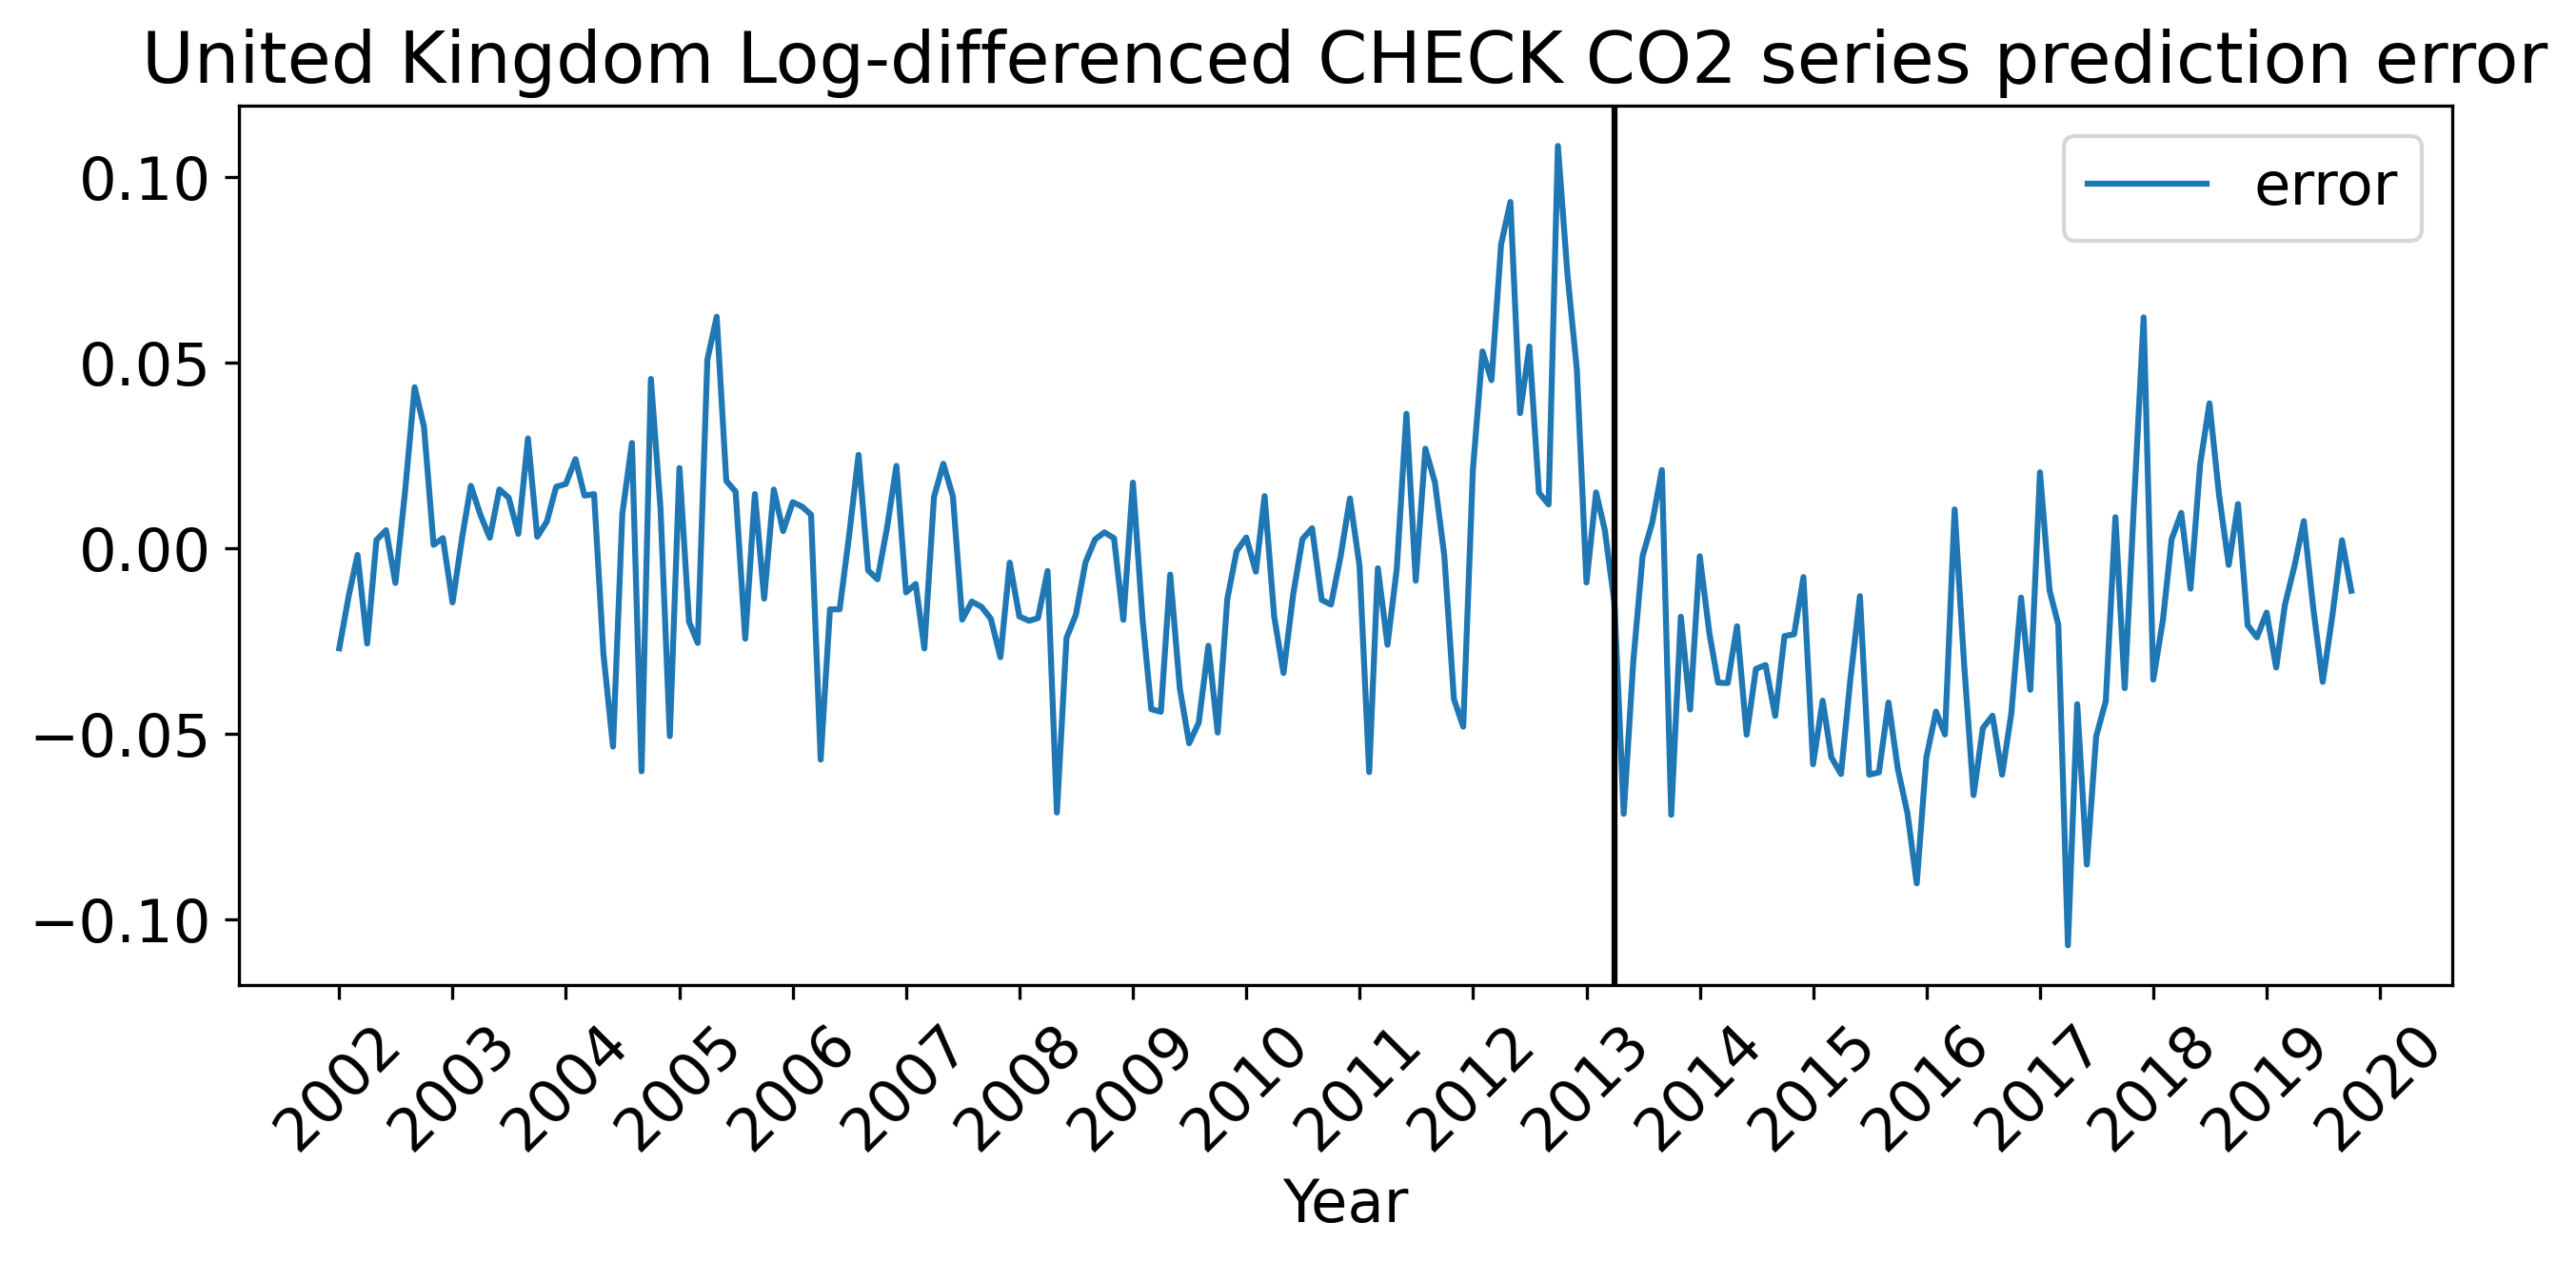 United Kingdom Log-differenced CHECK CO2 series prediction error
error
0.10
0.05
0.00
−0.05
−0.10
2002 2003 2004 2005 2006 2007 2008 2009 2010 2011 2012 2013 2014 2015 2016 2017 2018 2019 2020
Year